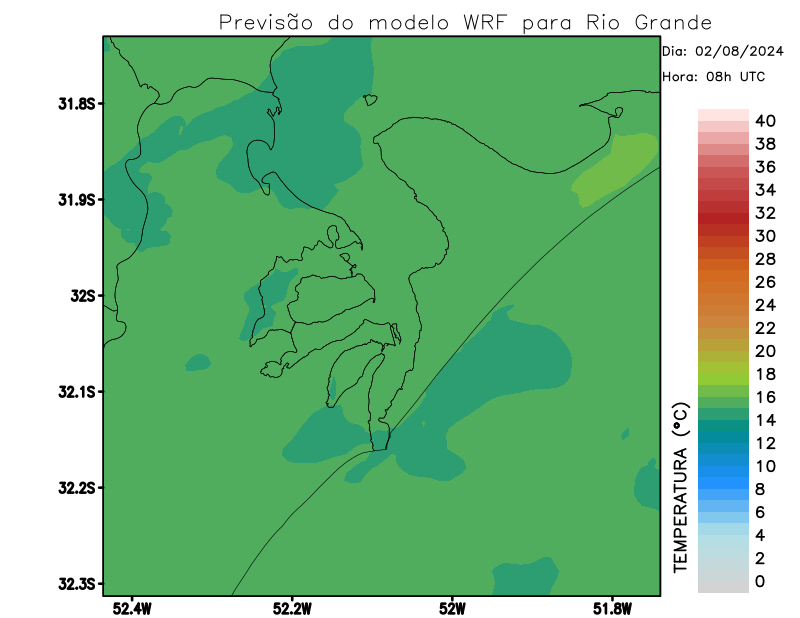 Previsão do modelo WRF para Rio Grande
Dia: 02/08/2024
Hora: 08h UTC
31.8S
31.9S
32S
32.1S
32.2S
32.3S
52.4W
52.2W
52W
51.8W
TEMPERATURA (°C)
40
38
36
34
32
30
28
26
24
22
20
18
16
14
12
10
8
6
4
2
0